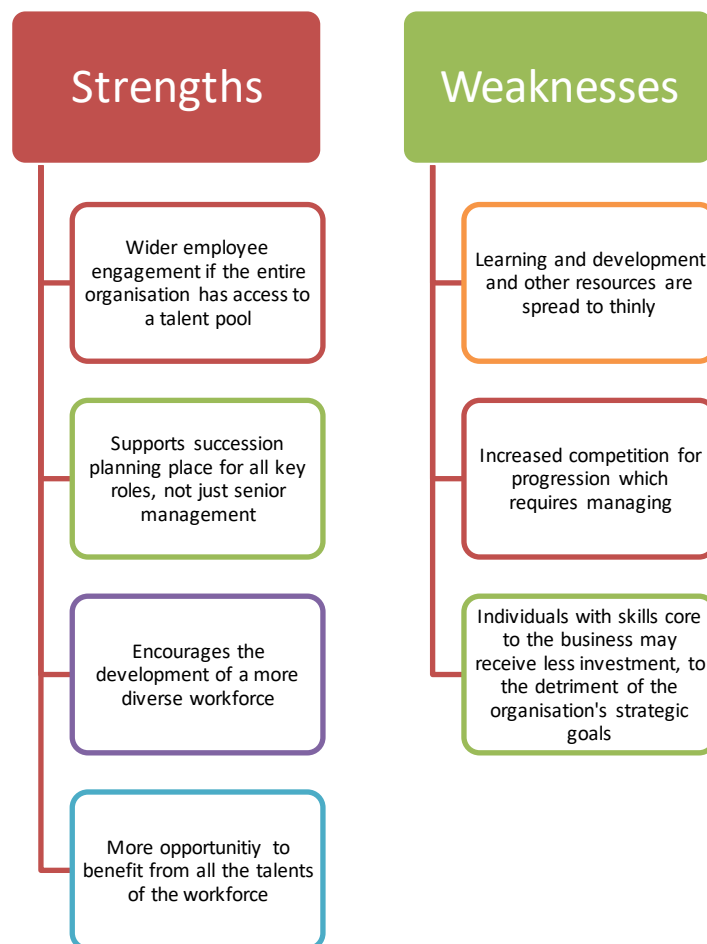 Strengths
Wider employee
engagement if the entire
organisation has access to
a talent pool
Supports succession
planning place for all key
roles, not just senior
management
Encourages the
development of a more
diverse workforce
More opportunitiy to
benefit from all the talents
of the workforce
Weaknesses
Learning and development
and other resources are
spread to thinly
Increased competition for
progression which
requires managing
Individuals with skills core
to the business may
receive less investment, to
the detriment of the
organisation's strategic
goals